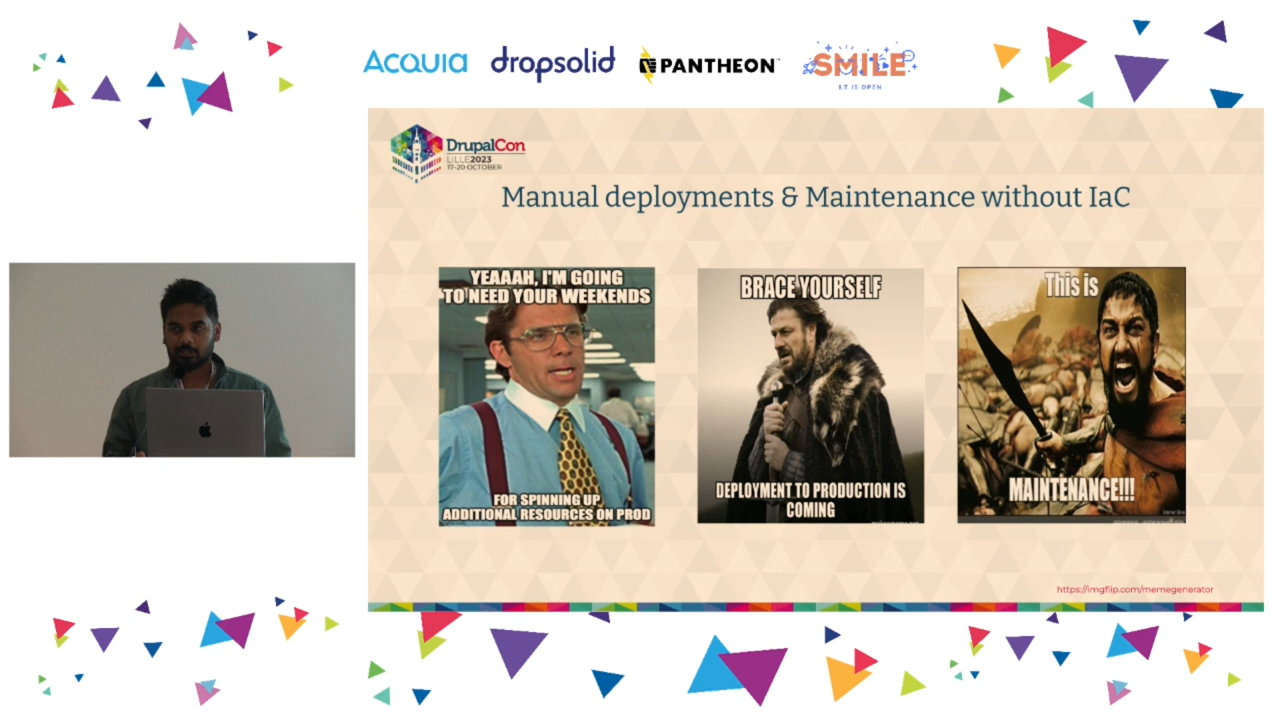 ACQUIA dropsolid PANTHEON SMILE
I.T IS OPEN
DrupalCon
LILLE2023
17-20 OCTOBER
Manual deployments & Maintenance without IaC
YEAAAH, I'M GOING
TO NEED YOUR WEEKENDS
FOR SPINNING UP
ADDITIONAL RESOURCES ON PROD
BRACE YOURSELF
DEPLOYMENT TO PRODUCTION IS
COMING
This is
MAINTENANCE!!!
https://imgflip.com/memegenerator